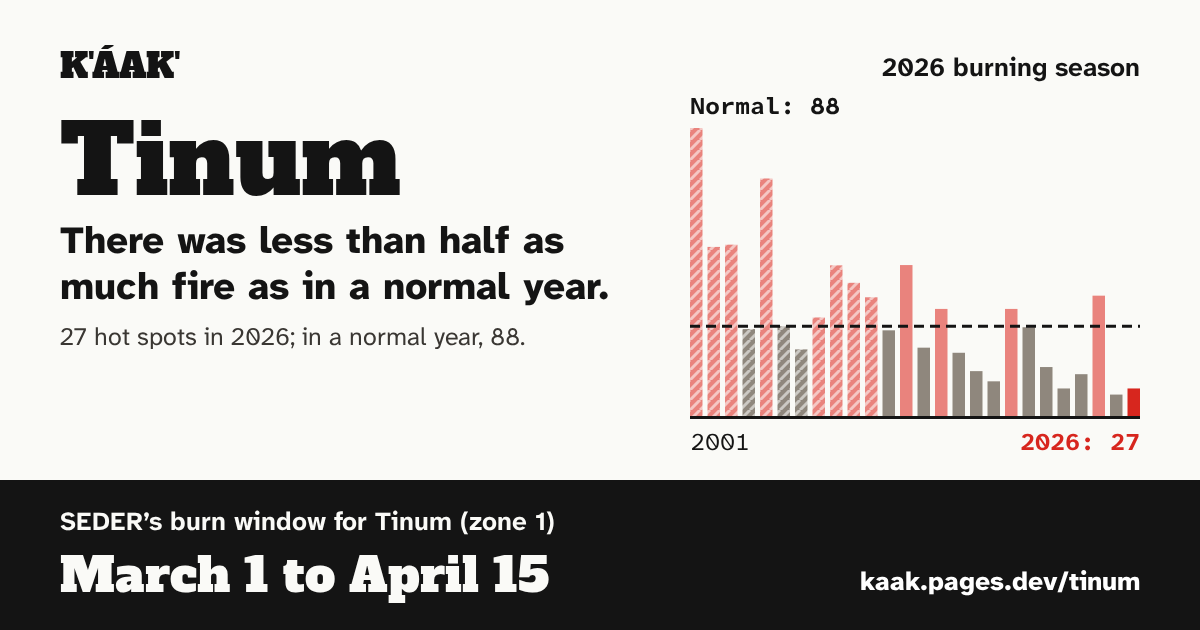 K'ÁAK'
2026 burning season
Tinum
There was less than half as
much fire as in a normal year.
27 hot spots in 2026; in a normal year, 88.
Normal: 88
2001
2026: 27
SEDER’s burn window for Tinum (zone 1)
March 1 to April 15
kaak.pages.dev/tinum